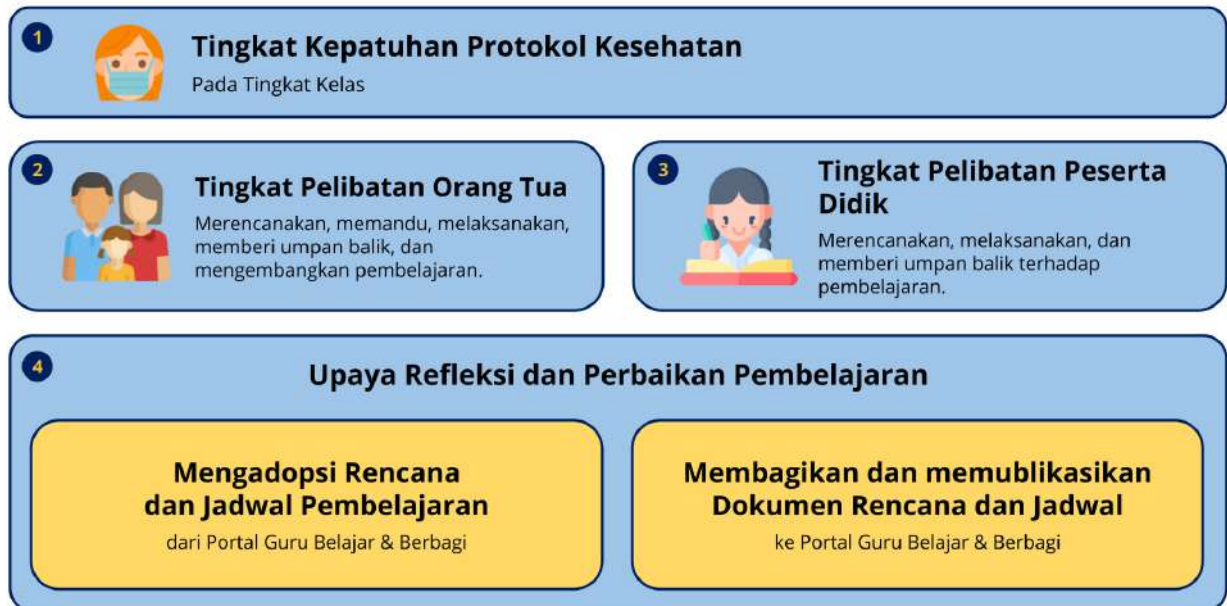 1
Tingkat Kepatuhan Protokol Kesehatan
Pada Tingkat Kelas
2
Tingkat Pelibatan Orang Tua
Merencanakan, memandu, melaksanakan,
memberi umpan balik, dan
mengembangkan pembelajaran.
3
Tingkat Pelibatan Peserta
Didik
Merencanakan, melaksanakan, dan
memberi umpan balik terhadap
pembelajaran.
4
Upaya Refleksi dan Perbaikan Pembelajaran
Mengadopsi Rencana
dan Jadwal Pembelajaran
dari Portal Guru Belajar & Berbagi
Membagikan dan memublikasikan
Dokumen Rencana dan Jadwal
ke Portal Guru Belajar & Berbagi